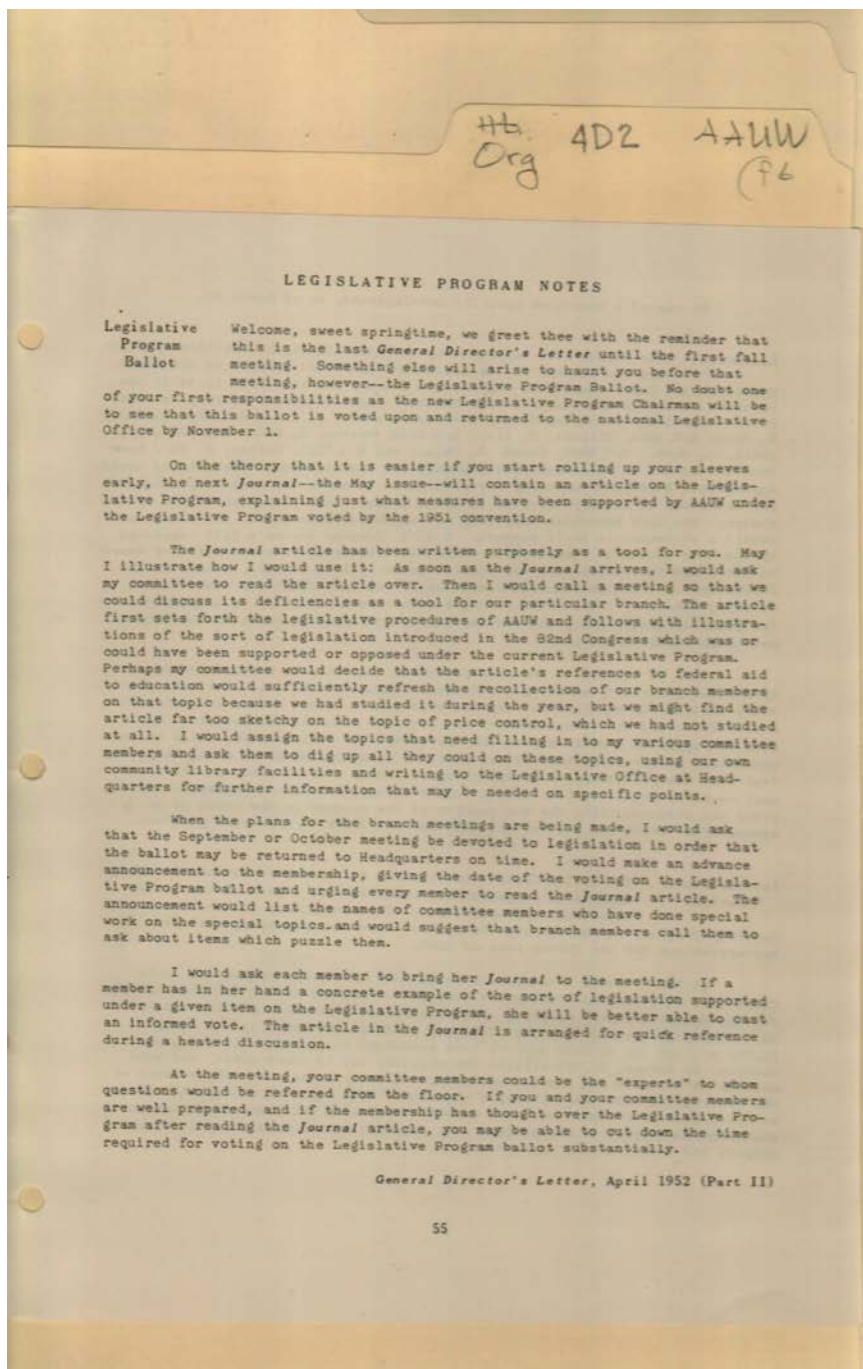 Org 4D2 AAUW
LEGISLATIVE PROGRAM NOTES
Legislative Program Ballot
Welcome, sweet springtime, we greet thee with the reminder that
this is the last General Director's Letter until the first fall
meeting. Something else will arise to haunt you before that
meeting, however--the Legislative Program Ballot. No doubt one
of your first responsibilities as the new Legislative Program Chairman will be
to see that this ballot is voted upon and returned to the national Legislative
Office by November 1.
On the theory that it is easier if you start rolling up your sleeves
early, the next Journal--the May issue--will contain an article on the Legis-
lative Program, explaining just what measures have been supported by AAUW under
the Legislative Program voted by the 1951 convention.
The Journal article has been written purposely as a tool for you. May
I illustrate how I would use it: As soon as the Journal arrives, I would ask
my committee to read the article over. Then I would call a meeting so that we
could discuss its deficiencies as a tool for our particular branch. The article
first sets forth the legislative procedures of AAUW and follows with illustra-
tions of the sort of legislation introduced in the 82nd Congress which was or
could have been supported or opposed under the current Legislative Program.
Perhaps my committee would decide that the article's references to federal aid
to education would sufficiently refresh the recollection of our branch members
on that topic because we had studied it during the year, but we might find the
article far too sketchy on the topic of price control, which we had not studied
at all. I would assign the topics that need filling in to my various committee
members and ask them to dig up all they could on these topics, using our own
community library facilities and writing to the Legislative Office at Head-
quarters for further information that may be needed on specific points.
When the plans for the branch meetings are being made, I would ask
that the September or October meeting be devoted to legislation in order that
the ballot may be returned to Headquarters on time. I would make an advance
announcement to the membership, giving the date of the voting on the Legisla-
tive Program ballot and urging every member to read the Journal article. The
announcement would list the names of committee members who have done special
work on the special topics and would suggest that branch members call them to
ask about items which puzzle them.
I would ask each member to bring her Journal to the meeting. If a
member has in her hand a concrete example of the sort of legislation supported
under a given item on the Legislative Program, she will be better able to cast
an informed vote. The article in the Journal is arranged for quick reference
during a heated discussion.
At the meeting, your committee members could be the "experts" to whom
questions would be referred from the floor. If you and your committee members
are well prepared, and if the membership has thought over the Legislative Pro-
gram after reading the Journal article, you may be able to cut down the time
required for voting on the Legislative Program ballot substantially.
General Director's Letter, April 1952 (Part II)
55